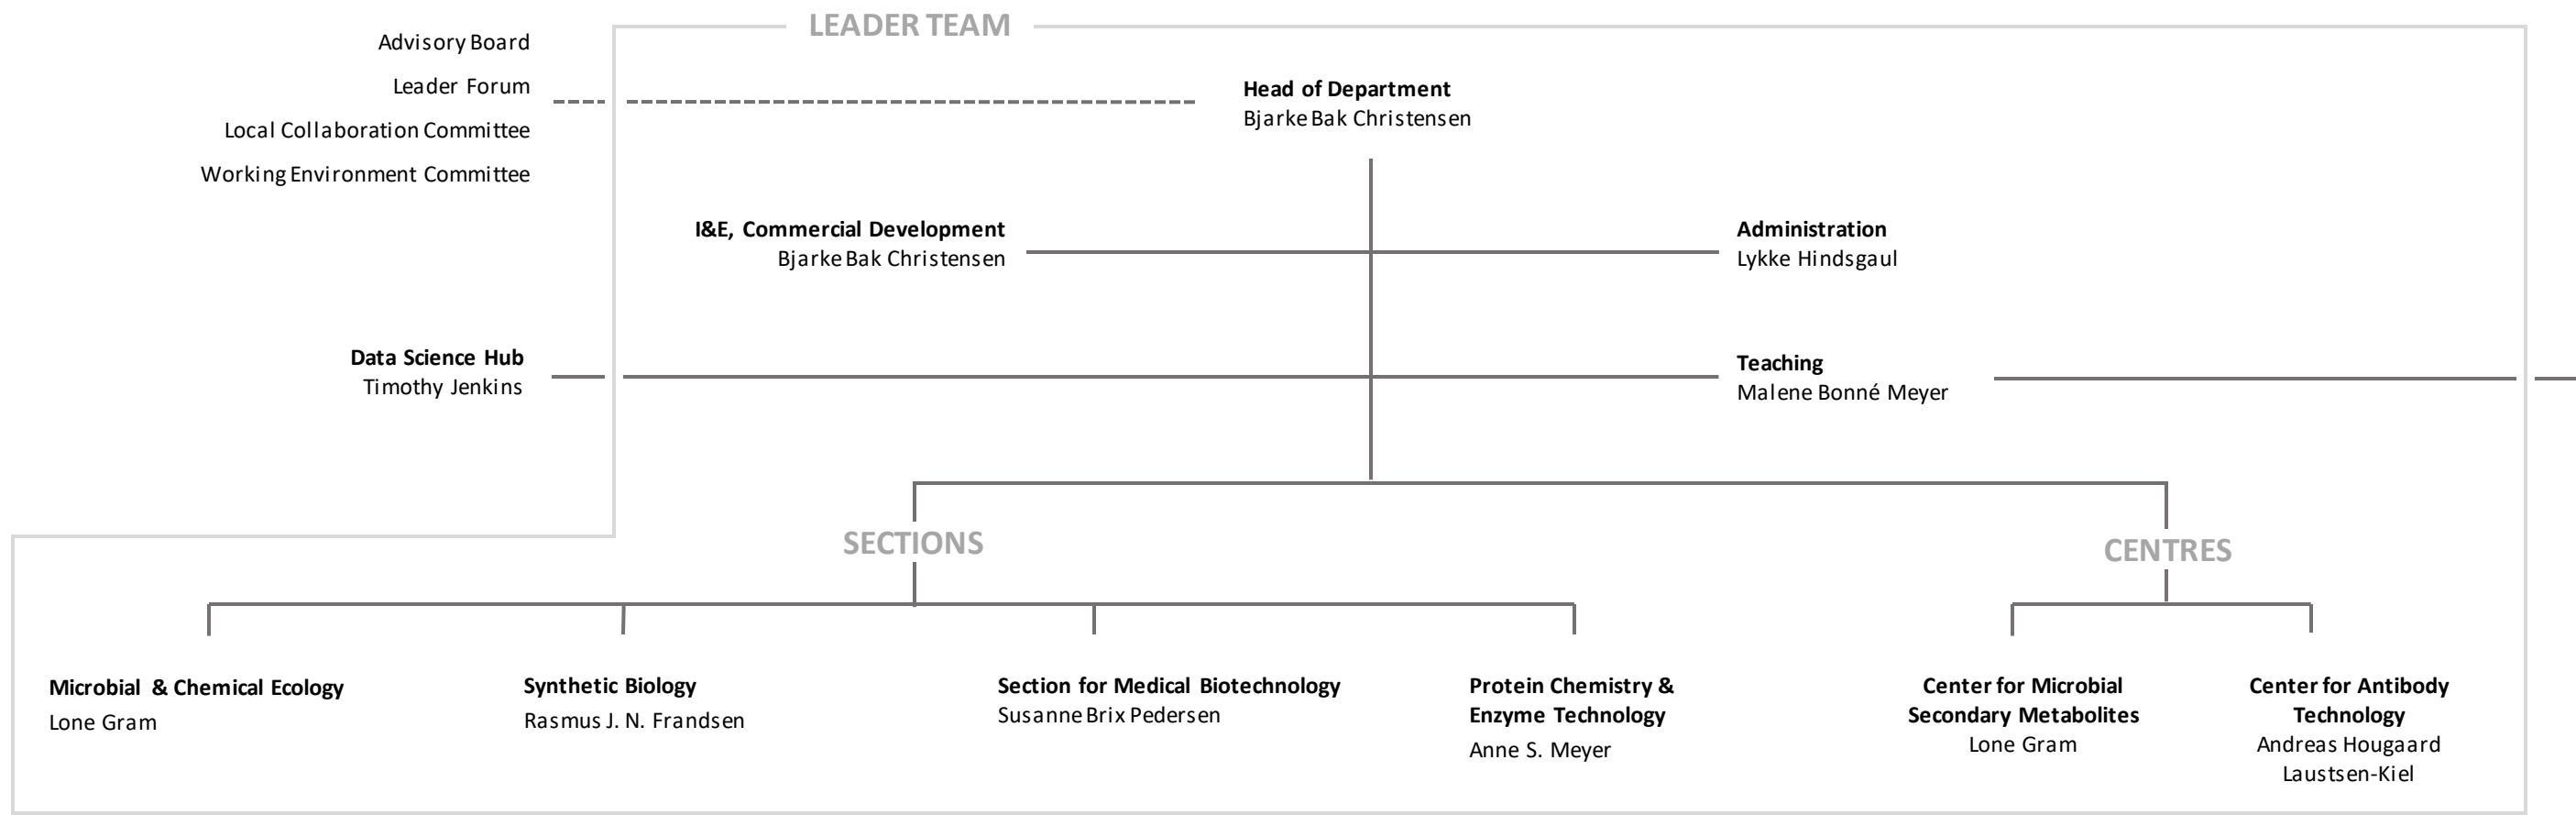 LEADER TEAM
Advisory Board
Leader Forum
Local Collaboration Committee
Working Environment Committee
Head of Department
Bjarke Bak Christensen
I&E, Commercial Development
Bjarke Bak Christensen
Administration
Lykke Hindsgaul
Data Science Hub
Timothy Jenkins
Teaching
Malene Bonné Meyer
SECTIONS
CENTRES
Microbial & Chemical Ecology
Lone Gram
Synthetic Biology
Rasmus J. N. Frandsen
Section for Medical Biotechnology
Susanne Brix Pedersen
Protein Chemistry &
Enzyme Technology
Anne S. Meyer
Center for Microbial
Secondary Metabolites
Lone Gram
Center for Antibody
Technology
Andreas Hougaard
Laustsen-Kiel